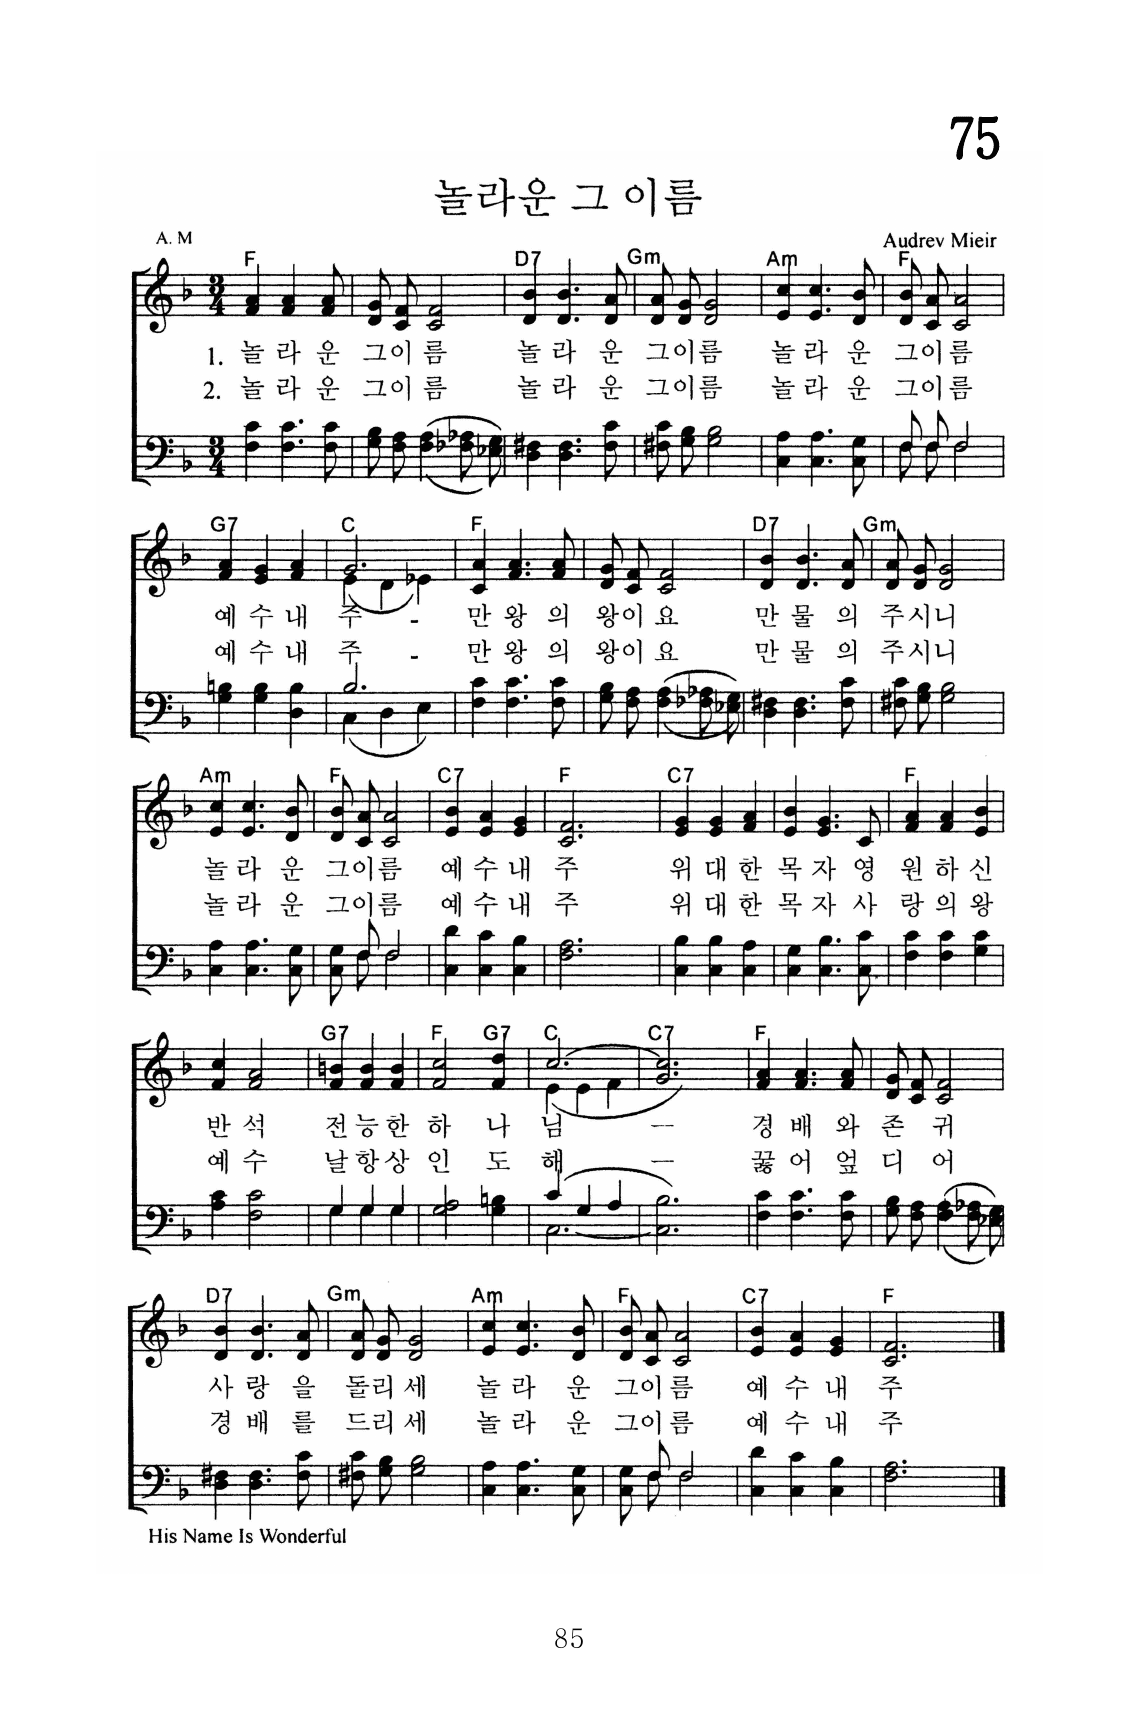 75
놀라운 그 이름
A. M
Audrev Mieir
F D7 Gm Am F
1. 놀 라 운 그이 름 놀 라 운 그이름 놀 라 운 그이름
2. 놀 라 운 그이 름 놀 라 운 그이름 놀 라 운 그이름
G7 C F D7 Gm
예 수 내 주 - 만 왕 의 왕이 요 만 물 의 주시니
예 수 내 주 - 만 왕 의 왕이 요 만 물 의 주시니
Am F C7 F C7 F
놀 라 운 그이름 예 수 내 주 위 대 한 목 자 영 원 하 신
놀 라 운 그이름 예 수 내 주 위 대 한 목 자 사 랑 의 왕
G7 F G7 C C7 F
반 석 전 능 한 하 나 님 — 경 배 와 존 귀
예 수 날 항 상 인 도 해 — 꿇 어 엎 디 어
D7 Gm Am F C7 F
사 랑 을 돌리 세 놀 라 운 그이름 예 수 내 주
경 배 를 드리 세 놀 라 운 그이름 예 수 내 주
His Name Is Wonderful
85